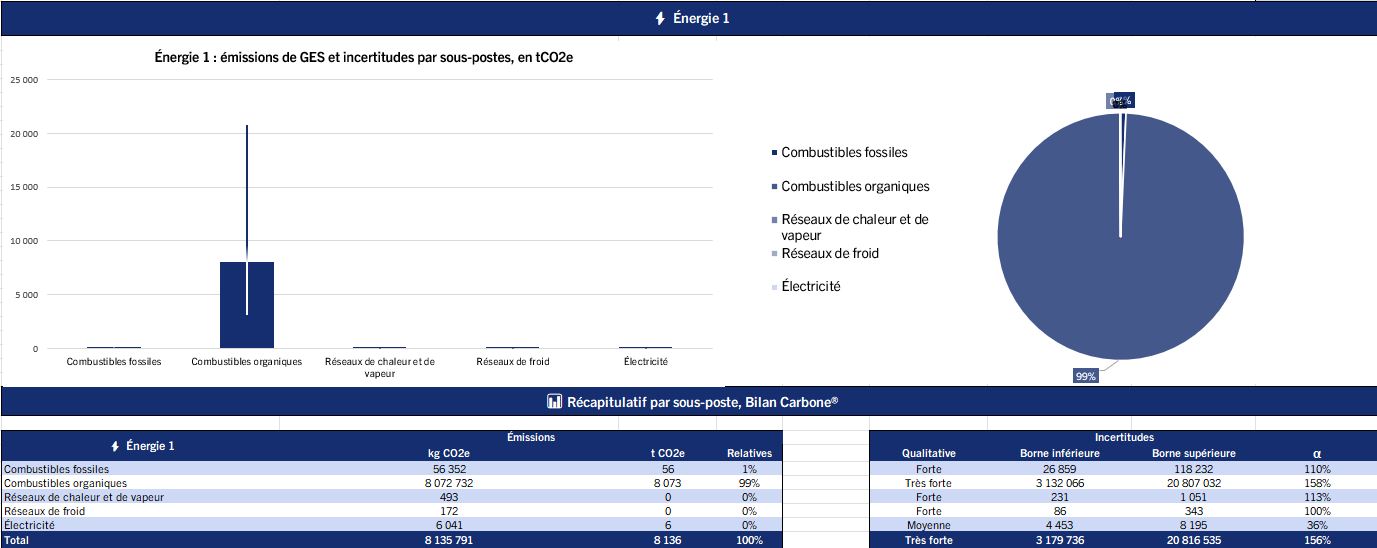 Énergie 1
Énergie 1 : émissions de GES et incertitudes par sous-postes, en tCO2e
25 000
20 000
15 000
10 000
5 000
0
Combustibles fossiles
Combustibles organiques
Réseaux de chaleur et de
vapeur
Réseaux de froid
Électricité
Combustibles fossiles
Combustibles organiques
Réseaux de chaleur et de
vapeur
Réseaux de froid
Électricité
99%
Récapitulatif par sous-poste, Bilan Carbone®
Énergie 1 Émissions Incertitudes
kg CO2e t CO2e Relatives Qualitative Borne inférieure Borne supérieure α
Combustibles fossiles 56 352 56 1% Forte 26 859 118 232 110%
Combustibles organiques 8 072 732 8 073 99% Très forte 3 132 066 20 807 032 158%
Réseaux de chaleur et de vapeur 493 0 0% Forte 231 1 051 113%
Réseaux de froid 172 0 0% Forte 86 343 100%
Électricité 6 041 6 0% Moyenne 4 453 8 195 36%
Total 8 135 791 8 136 100% Très forte 3 179 736 20 816 535 156%